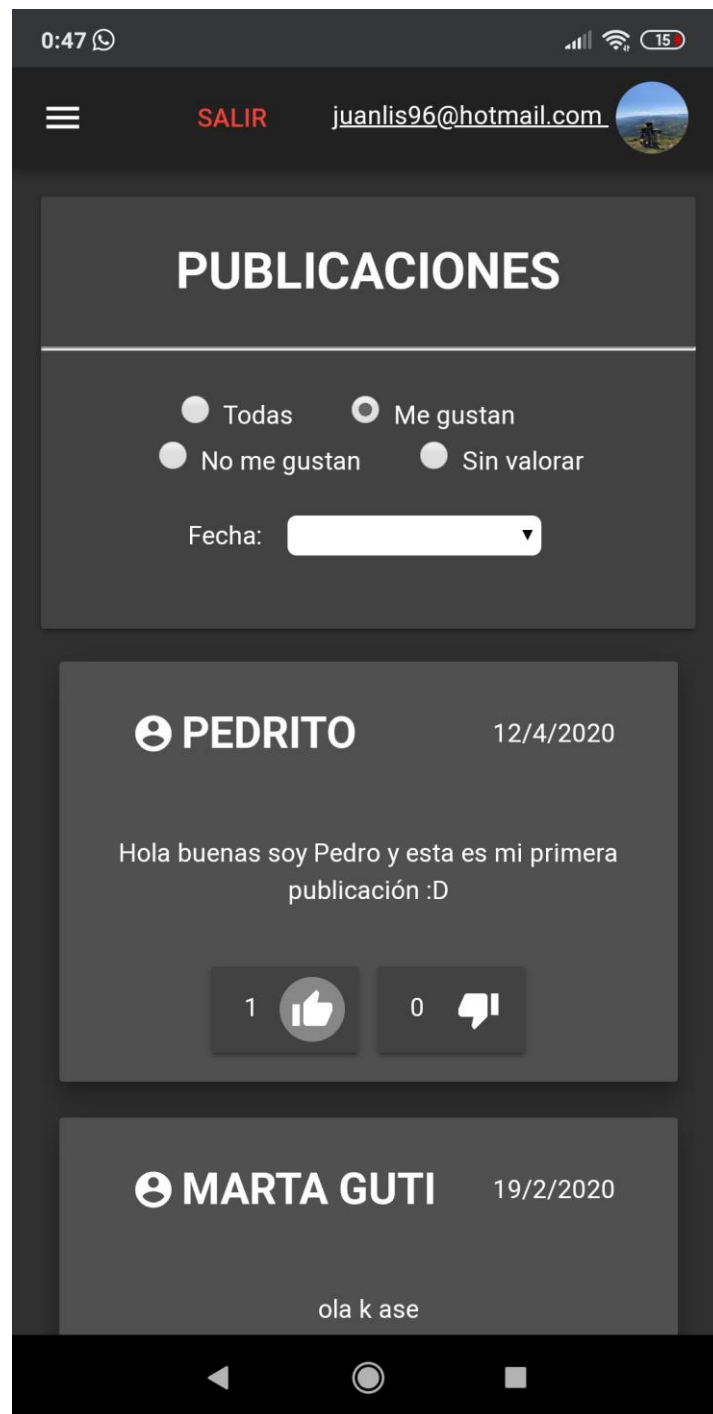 0:47 15
SALIR juanlis96@hotmail.com
PUBLICACIONES
Todas Me gustan
No me gustan Sin valorar
Fecha:
PEDRITO 12/4/2020
Hola buenas soy Pedro y esta es mi primera
publicación :D
1 0
MARTA GUTI 19/2/2020
ola k ase